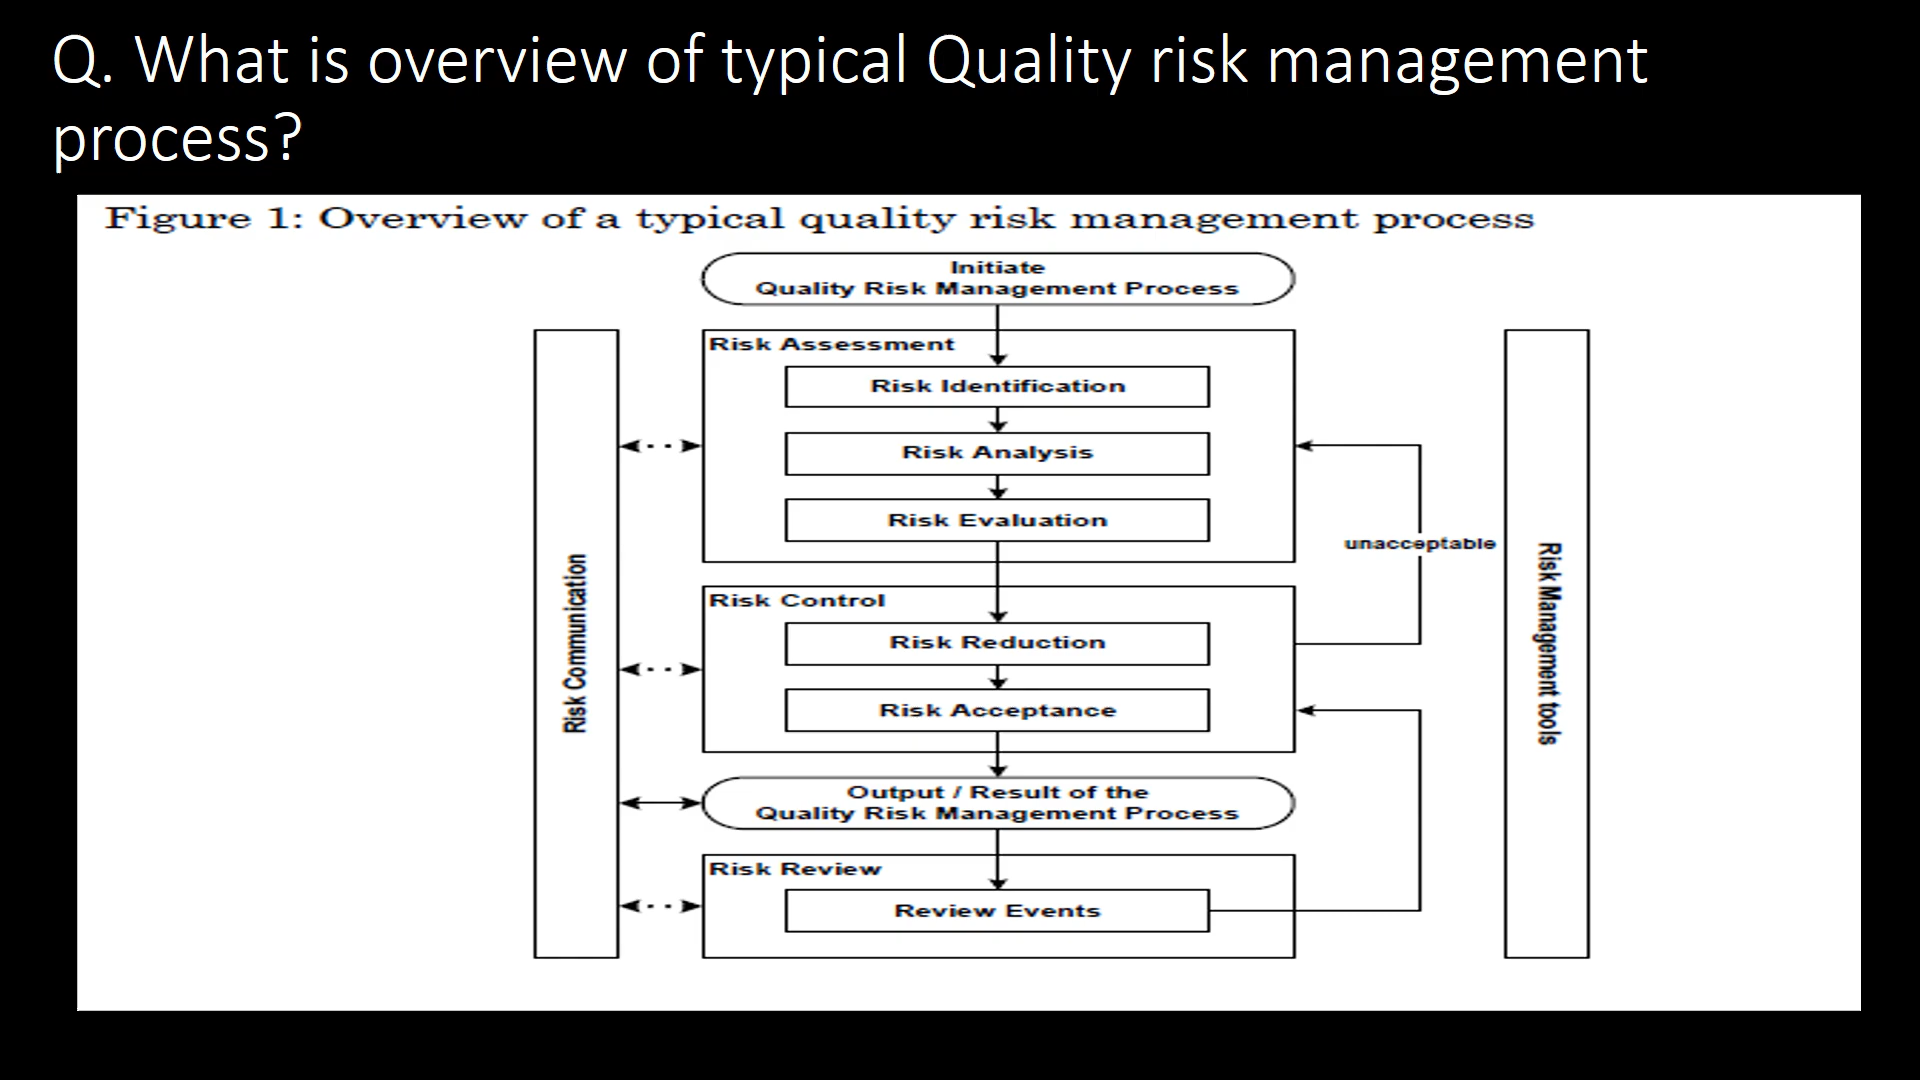 Q. What is overview of typical Quality risk management
process?
Figure 1: Overview of a typical quality risk management process
Initiate
Quality Risk Management Process
Risk Assessment
Risk Identification
Risk Analysis
Risk Evaluation
unacceptable
Risk Communication
Risk Management tools
Risk Control
Risk Reduction
Risk Acceptance
Output / Result of the
Quality Risk Management Process
Risk Review
Review Events